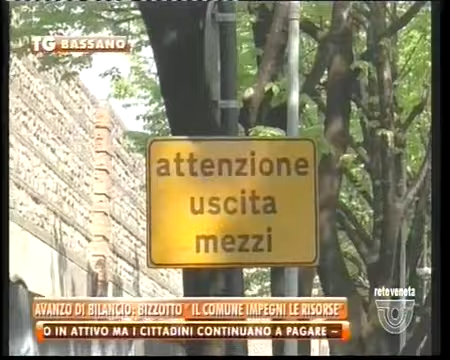 TG BASSANO
attenzione
uscita
mezzi
reteveneta
AVANZO DI BILANCIO: BIZZOTTO " IL COMUNE IMPEGNI LE RISORSE"
O IN ATTIVO MA I CITTADINI CONTINUANO A PAGARE –